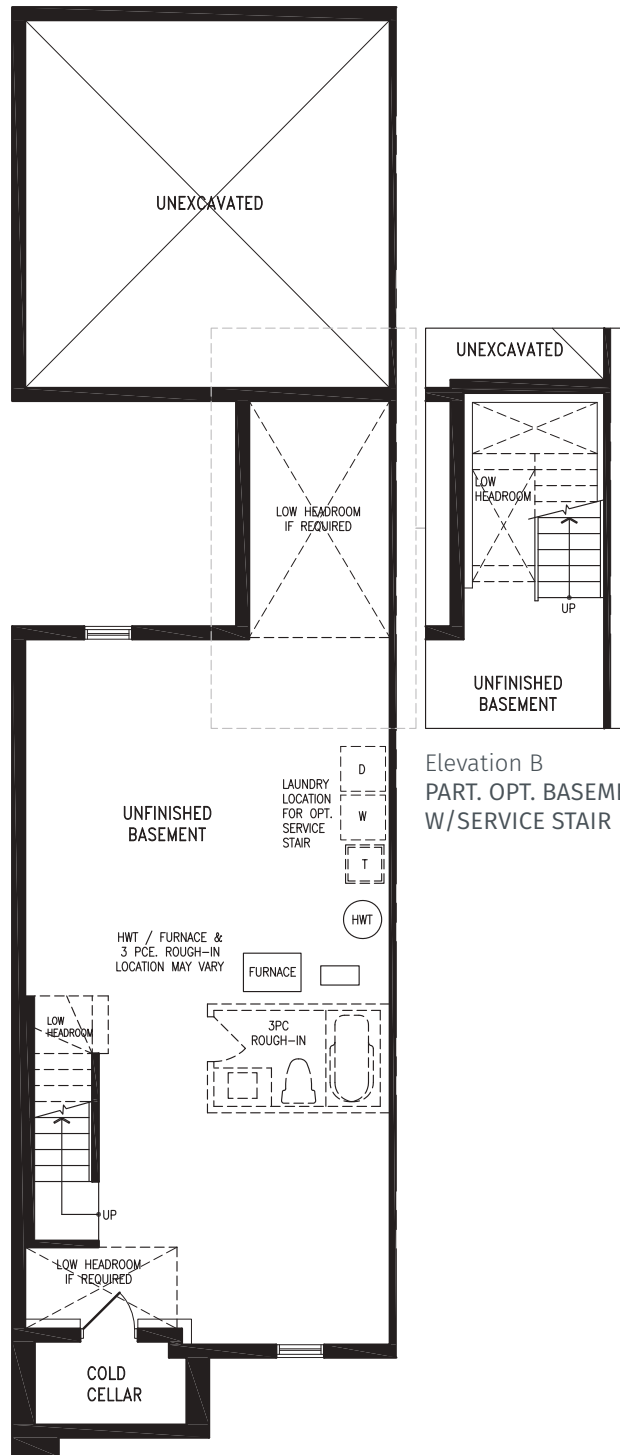 UNEXCAVATED
LOW HEADROOM
IF REQUIRED
UNFINISHED
BASEMENT
LAUNDRY
LOCATION
FOR OPT.
SERVICE
STAIR
D
W
T
HWT
HWT / FURNACE &
3 PCE. ROUGH-IN
LOCATION MAY VARY
FURNACE
LOW
HEADROOM
3PC
ROUGH-IN
UP
LOW HEADROOM
IF REQUIRED
COLD
CELLAR
UNEXCAVATED
LOW
HEADROOM
UP
UNFINISHED
BASEMENT
Elevation B
PART. OPT.
W/SERVICE STAIR